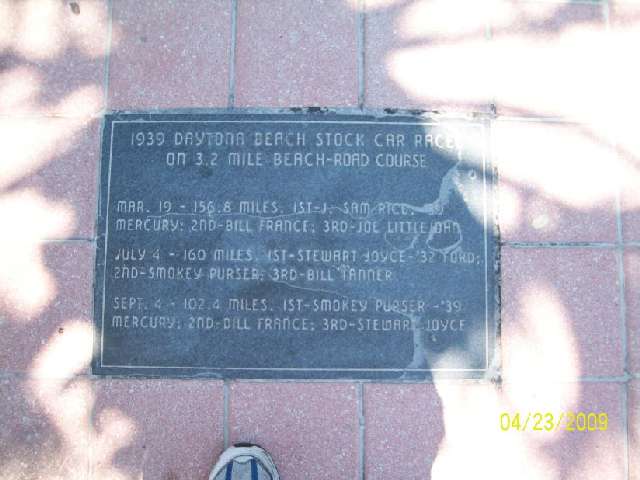 1939 DAYTONA BEACH STOCK CAR RACE
ON 3.2 MILE BEACH-ROAD COURSE
MAR. 19 - 156.8 MILES. 1ST-J. SAM RICE,
MERCURY; 2ND-BILL FRANCE; 3RD-JOE LITTLEJOHN
JULY 4 - 160 MILES. 1ST-STEWART JOYCE-'32 FORD;
2ND-SMOKEY PURSER; 3RD-BILL TANNER
SEPT. 4 - 102.4 MILES. 1ST-SMOKEY PURSER-'39
MERCURY; 2ND-BILL FRANCE; 3RD-STEWART JOYCE
04/23/2009